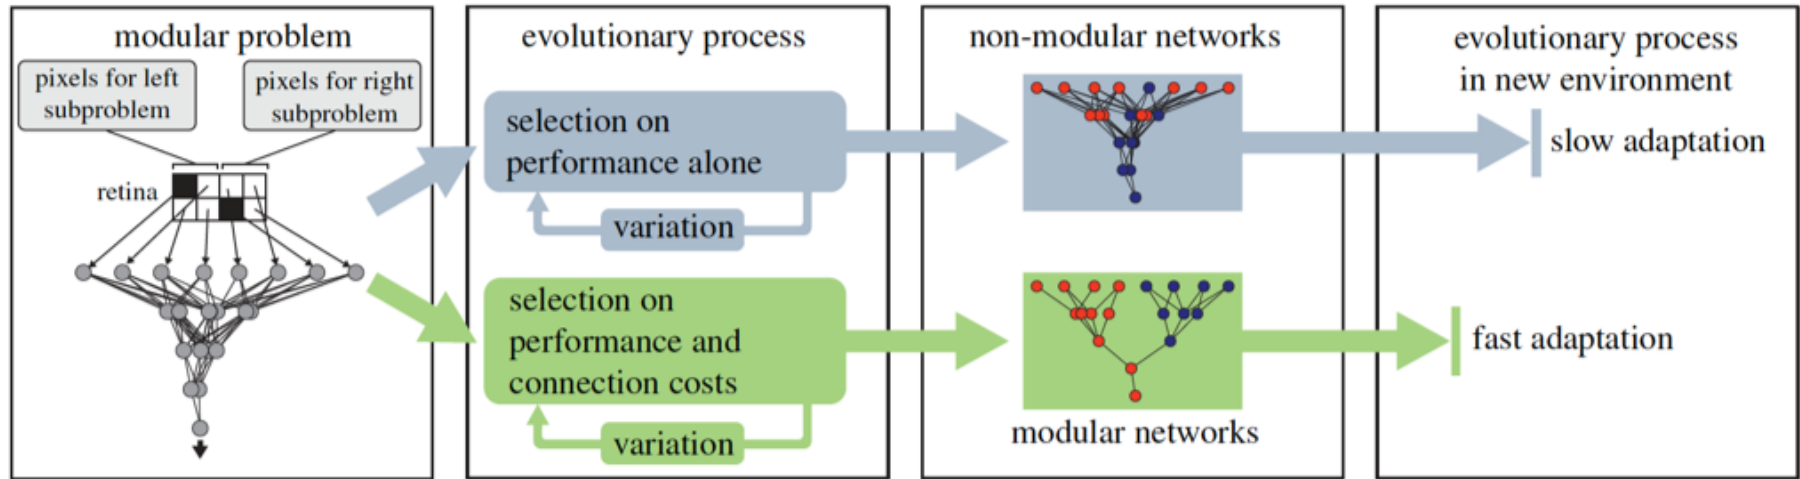 modular problem
pixels for left
subproblem
pixels for right
subproblem
retina
evolutionary process
selection on
performance alone
variation
selection on
performance and
connection costs
variation
non-modular networks
modular networks
evolutionary process
in new environment
slow adaptation
fast adaptation